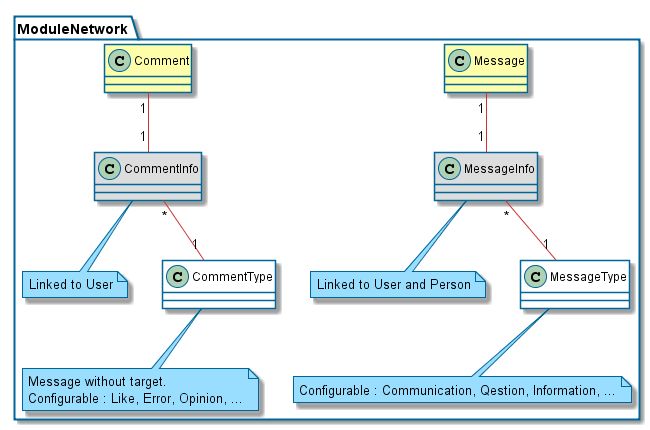 ModuleNetwork
C Comment
C Message
1
1
1
1
C CommentInfo
C MessageInfo
*
1
*
1
Linked to User
C CommentType
Linked to User and Person
C MessageType
Message without target.
Configurable : Like, Error, Opinion, ...
Configurable : Communication, Qestion, Information, ...